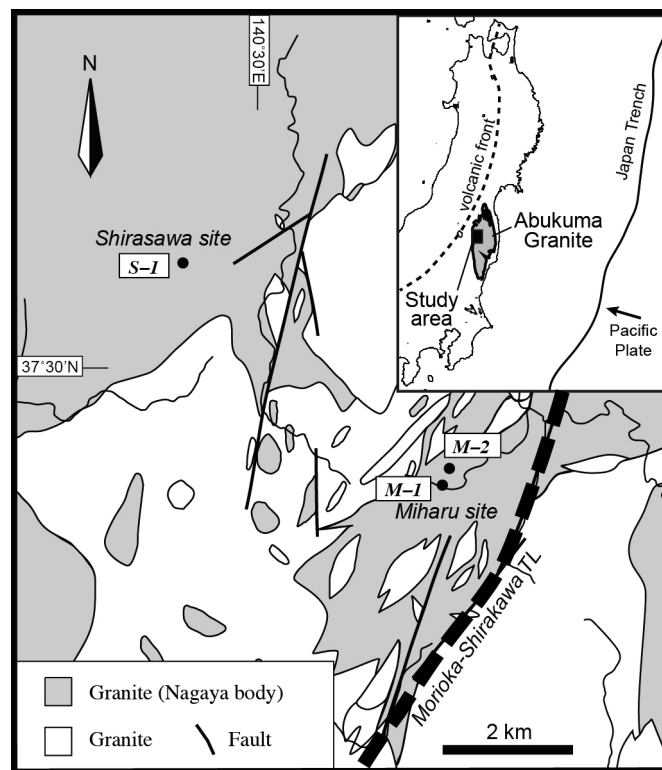 N
140°30’E
Shirasawa site
S–1
37°30’N
volcanic front
Japan Trench
Abukuma
Granite
Study
area
Pacific
Plate
M–2
M–1
Miharu site
Morioka-Shirakawa TL
Granite (Nagaya body)
Granite
Fault
2 km